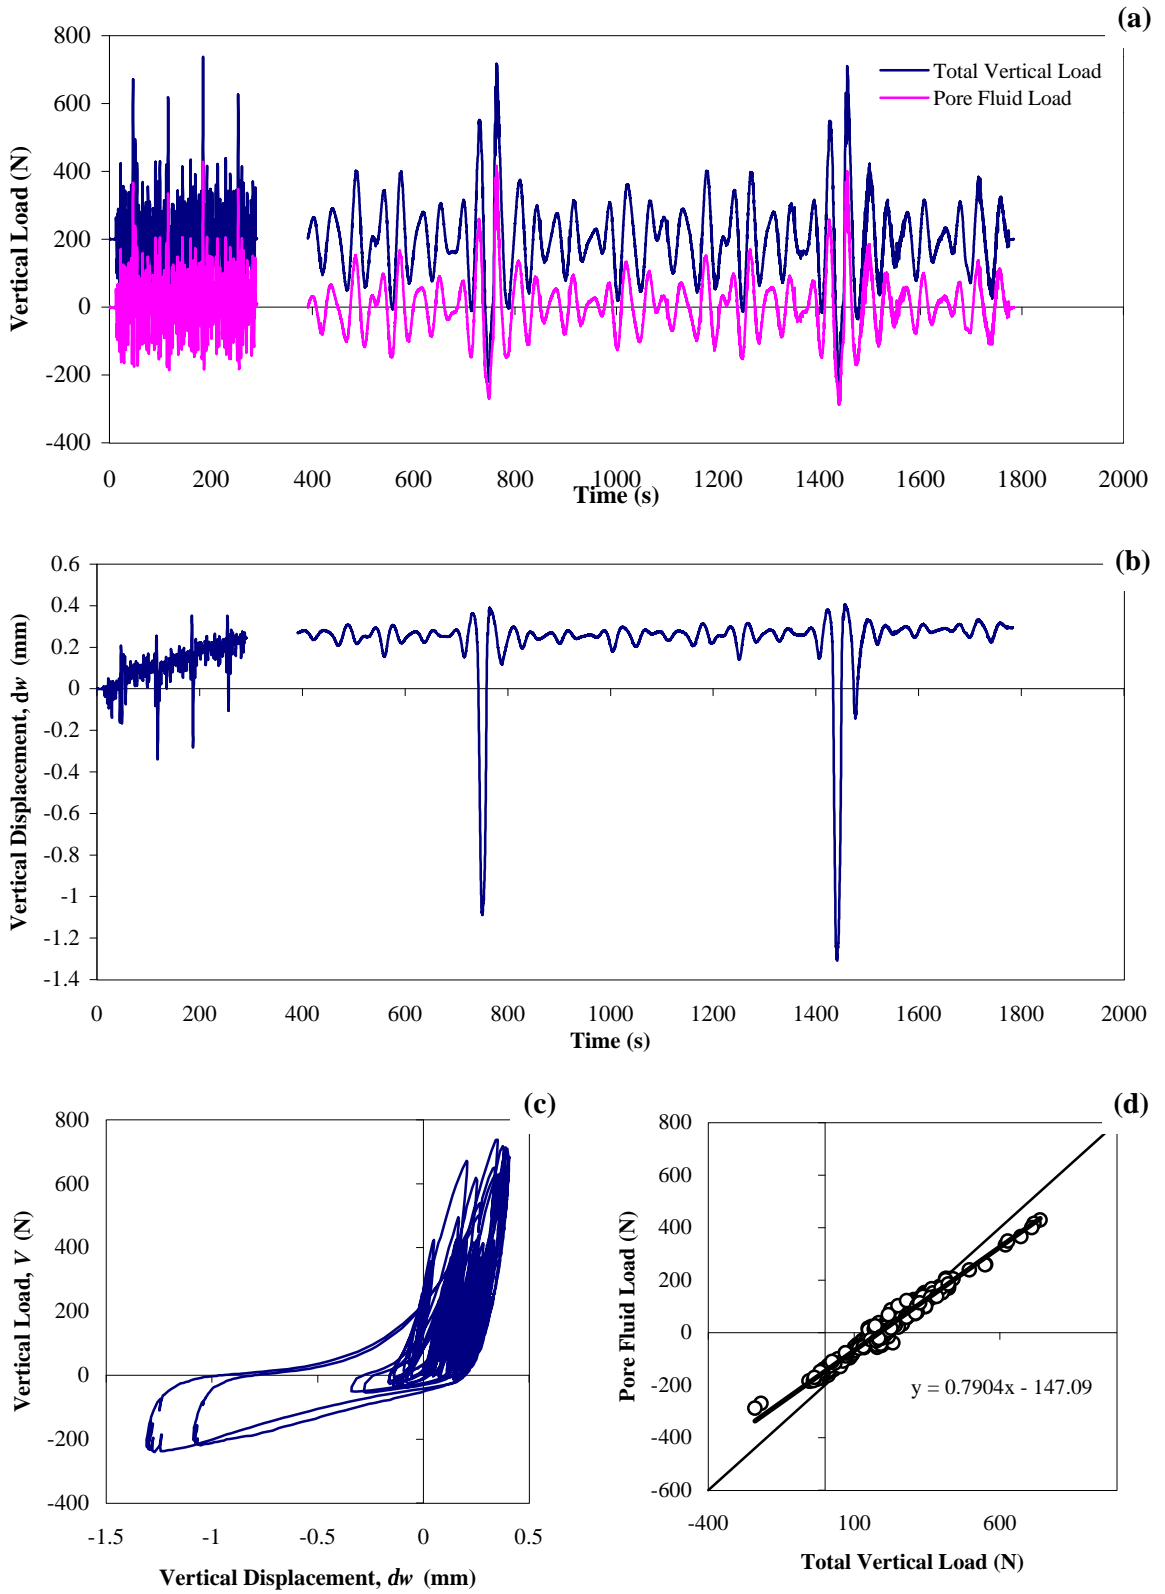 (a)
800
600
400
200
0
-200
-400
Vertical Load (N)
Total Vertical Load
Pore Fluid Load
0 200 400 600 800 1000 1200 1400 1600 1800 2000
Time (s)
(b)
0.6
0.4
0.2
0
-0.2
-0.4
-0.6
-0.8
-1
-1.2
-1.4
Vertical Displacement, dw (mm)
0 200 400 600 800 1000 1200 1400 1600 1800 2000
Time (s)
(c)
800
600
400
200
0
-200
-400
Vertical Load, V (N)
-1.5 -1 -0.5 0 0.5
Vertical Displacement, dw (mm)
(d)
800
600
400
200
0
-200
-400
-600
Pore Fluid Load (N)
y = 0.7904x - 147.09
-400 100 600
Total Vertical Load (N)